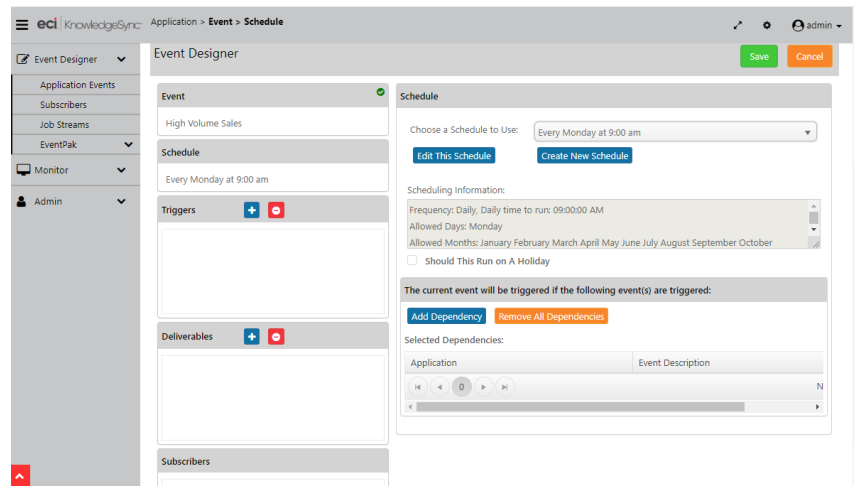 eci KnowledgeSync
Application > Event > Schedule
admin
Event Designer
Application Events
Subscribers
Job Streams
EventPak
Monitor
Admin
Event Designer
Save
Cancel
Event
High Volume Sales
Schedule
Every Monday at 9:00 am
Triggers
Deliverables
Subscribers
Schedule
Choose a Schedule to Use:
Every Monday at 9:00 am
Edit This Schedule
Create New Schedule
Scheduling Information:
Frequency: Daily, Daily time to run: 09:00:00 AM
Allowed Days: Monday
Allowed Months: January February March April May June July August September October
Should This Run on A Holiday
The current event will be triggered if the following event(s) are triggered:
Add Dependency
Remove All Dependencies
Selected Dependencies:
Application
Event Description
0
N